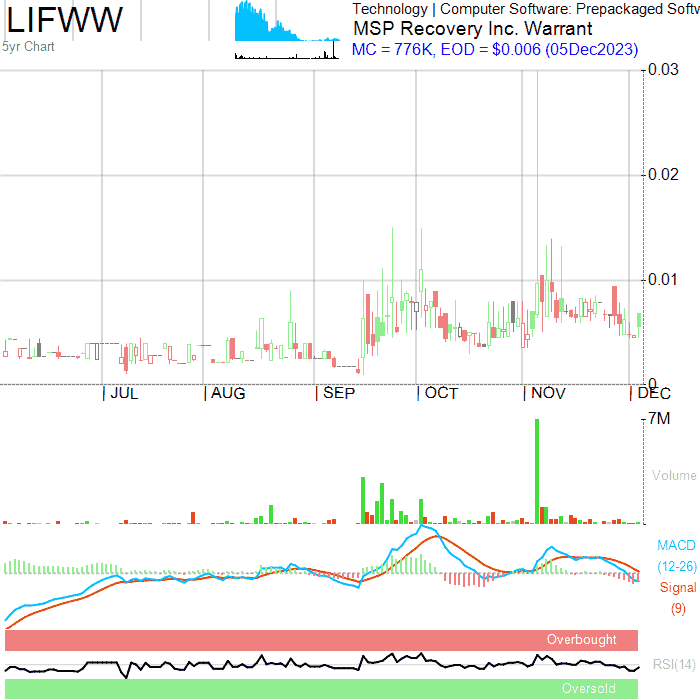 LIFWW
5yr Chart
Technology | Computer Software: Prepackaged Softw
MSP Recovery Inc. Warrant
MC = 776K, EOD = $0.006 (05Dec2023)
0.03
0.02
0.01
0
| JUL | AUG | SEP | OCT | NOV | DEC
7M
Volume
MACD
(12-26)
Signal
(9)
Overbought
RSI(14)
Oversold